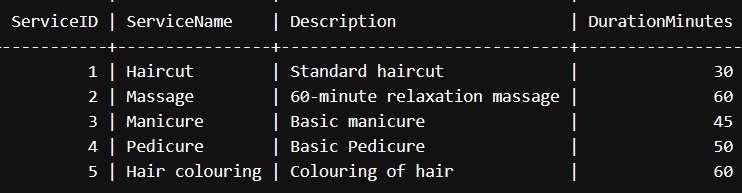 ServiceID | ServiceName | Description | DurationMinutes
-----------+----------------+------------------------------+-----------------
1 | Haircut | Standard haircut | 30
2 | Massage | 60-minute relaxation massage | 60
3 | Manicure | Basic manicure | 45
4 | Pedicure | Basic Pedicure | 50
5 | Hair colouring | Colouring of hair | 60